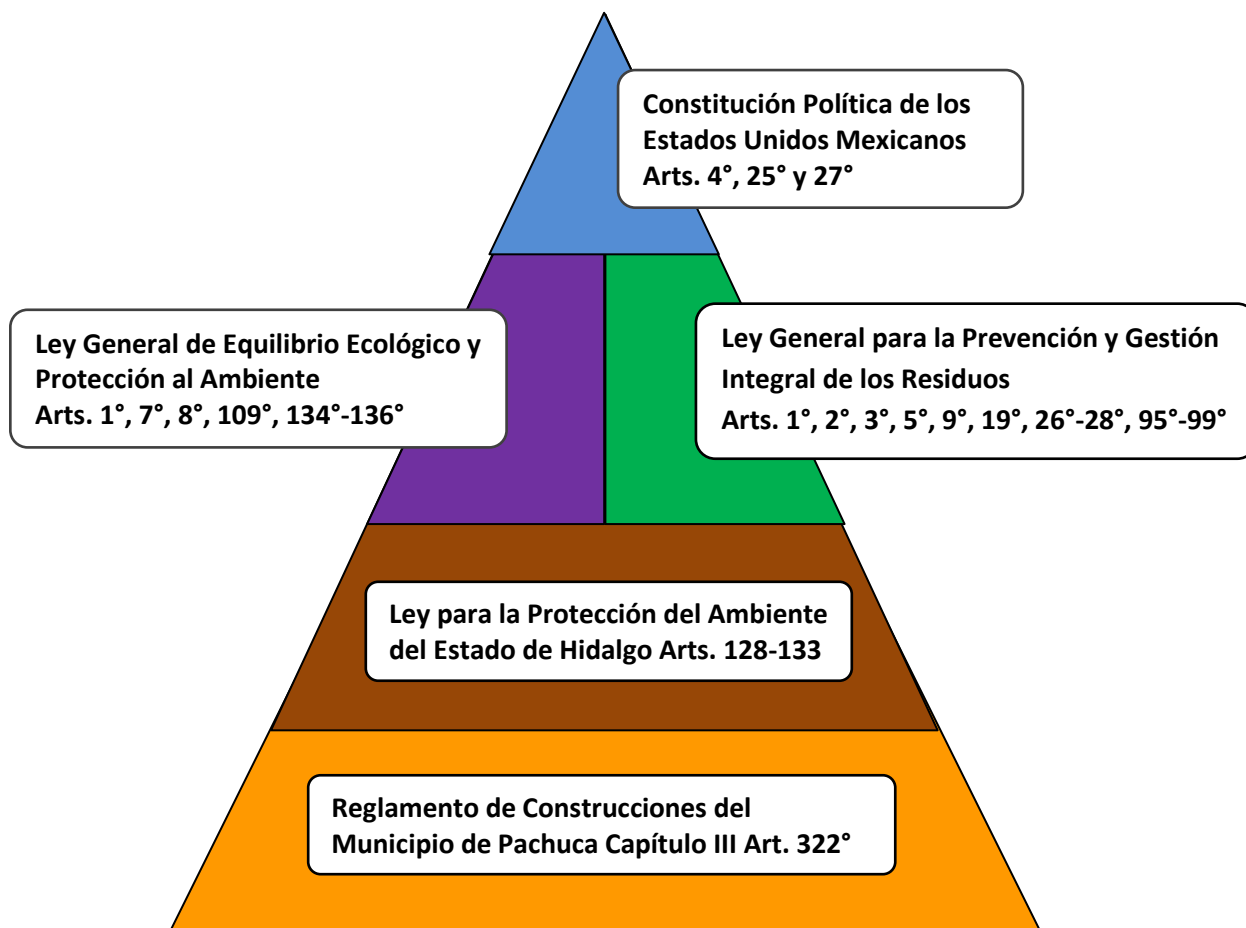 Constitución Política de los
Estados Unidos Mexicanos
Arts. 4°, 25° y 27°
Ley General de Equilibrio Ecológico y
Protección al Ambiente
Arts. 1°, 7°, 8°, 109°, 134°-136°
Ley General para la Prevención y Gestión
Integral de los Residuos
Arts. 1°, 2°, 3°, 5°, 9°, 19°, 26°-28°, 95°-99°
Ley para la Protección del Ambiente
del Estado de Hidalgo Arts. 128-133
Reglamento de Construcciones del
Municipio de Pachuca Capítulo III Art. 322°